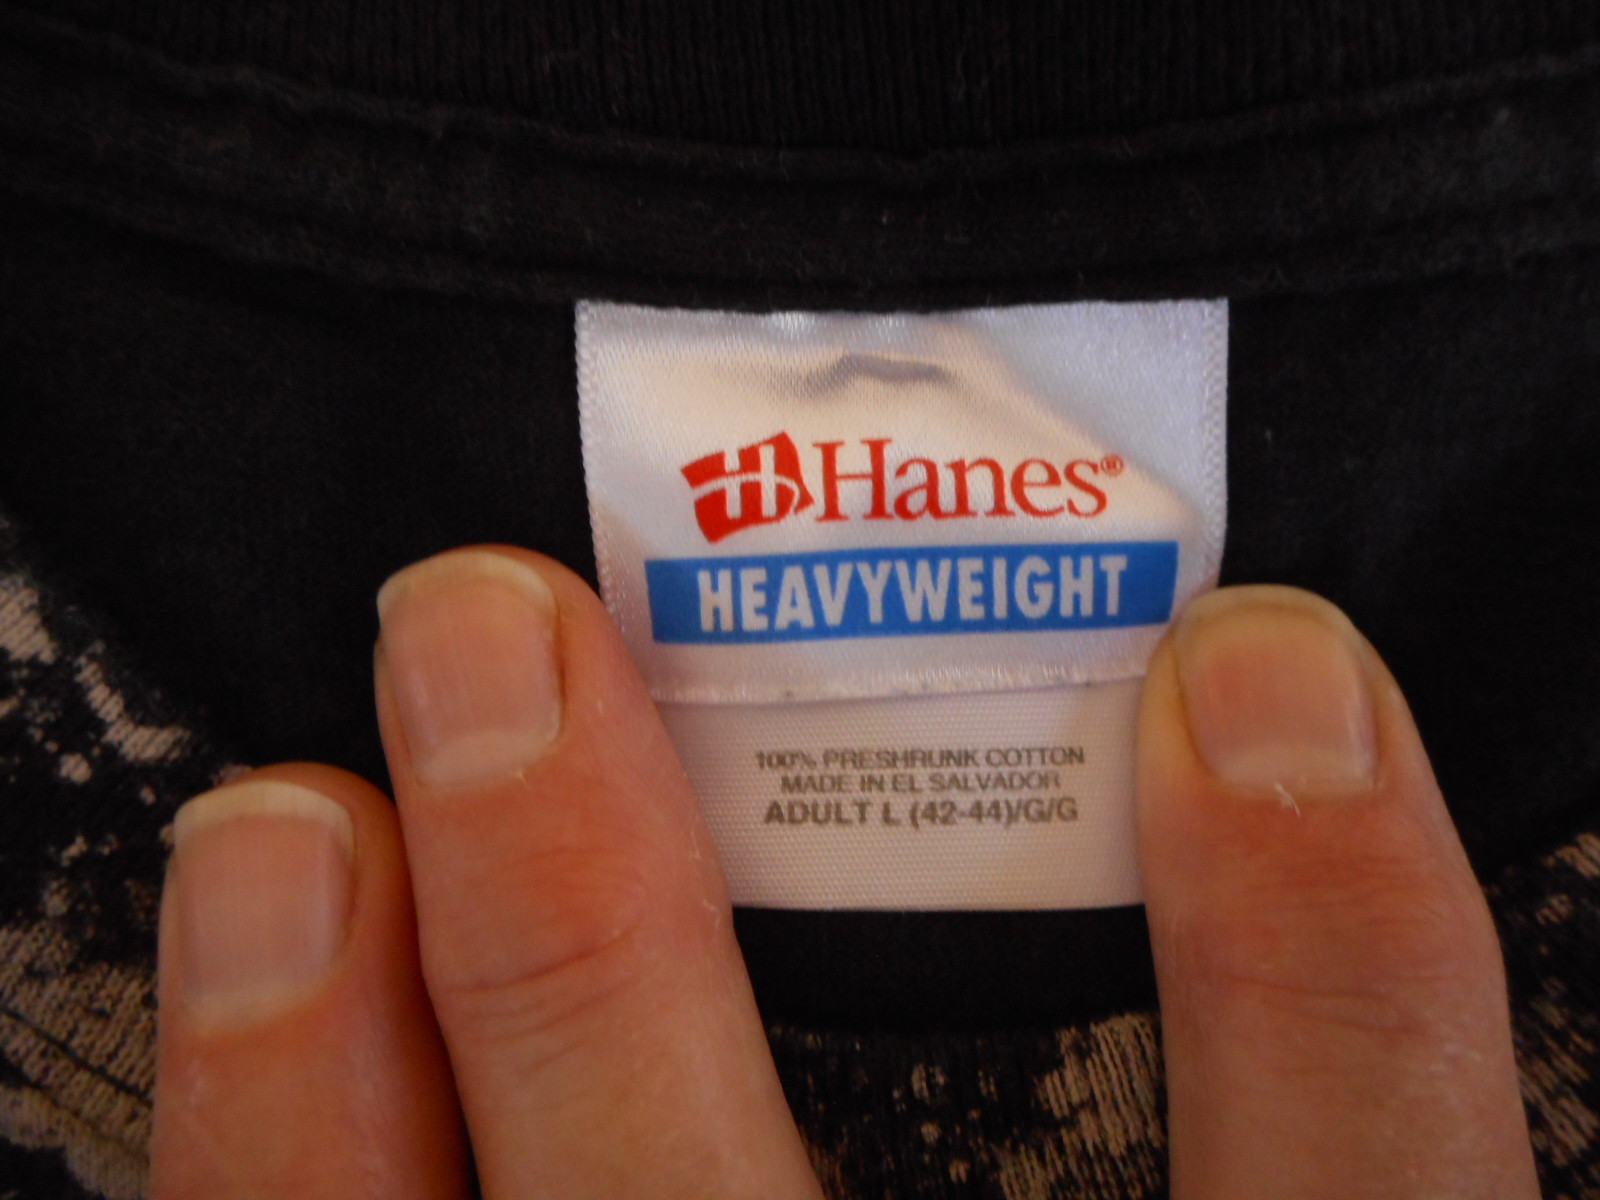 Hanes®
HEAVYWEIGHT
100% PRESHRUNK COTTON
MADE IN EL SALVADOR
ADULT L (42-44)/G/G